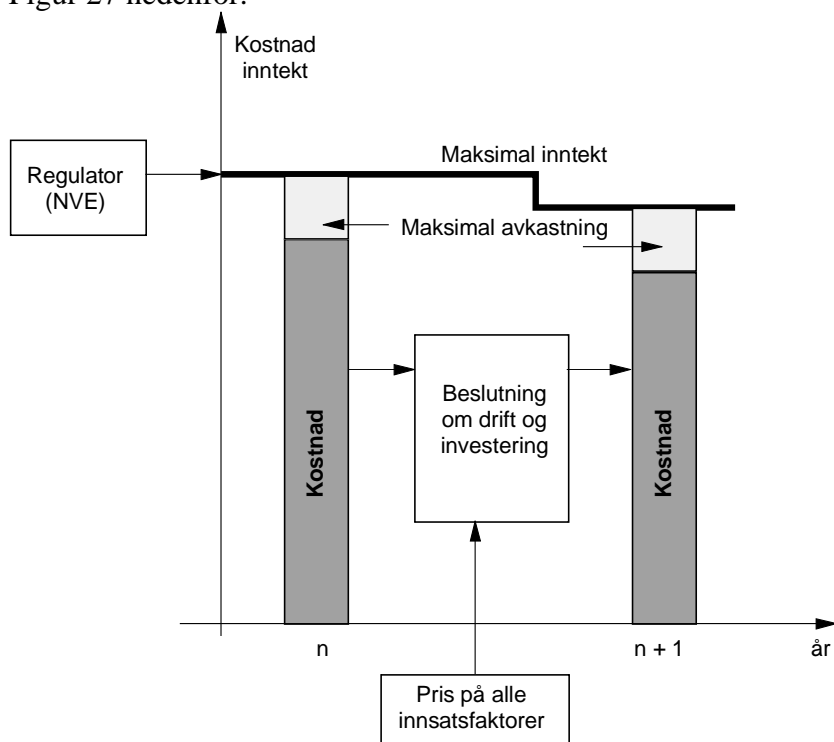 Figur 27 nedenfor.
Kostnad
inntekt
Maksimal inntekt
Regulator
(NVE)
Maksimal avkastning
Beslutning
om drift og
investering
Kostnad
Kostnad
n
n + 1
år
Pris på alle
innsatsfaktorer